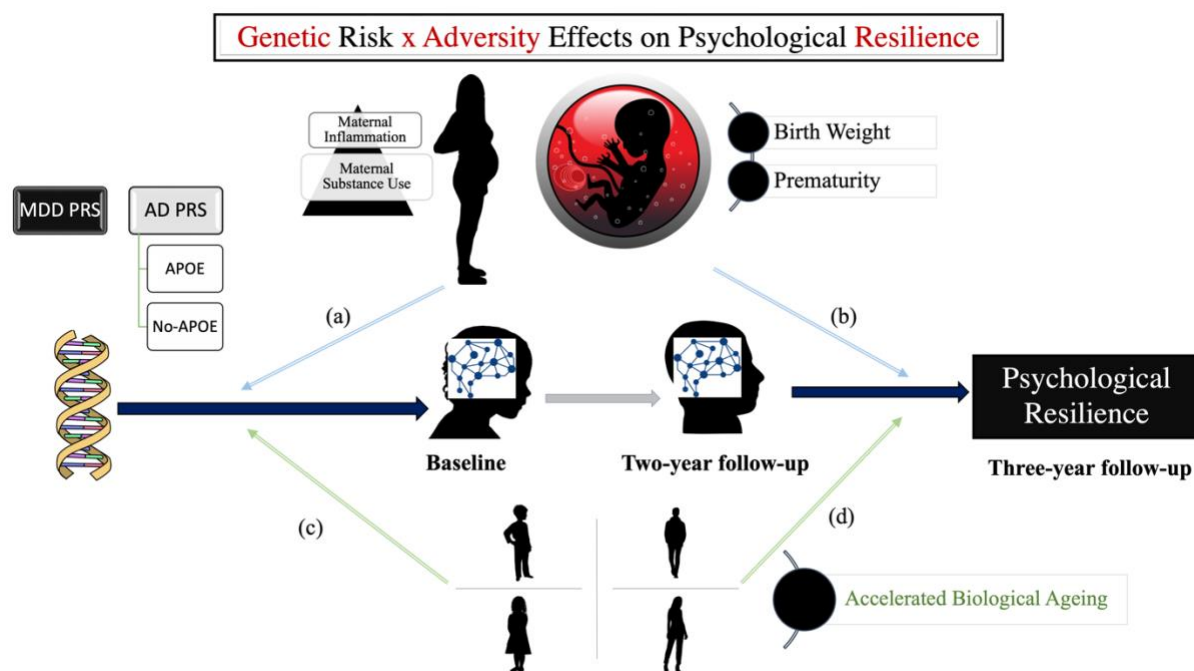 Genetic Risk x Adversity Effects on Psychological Resilience
Maternal
Inflammation
Maternal
Substance Use
Birth Weight
Prematurity
MDD PRS
AD PRS
APOE
No-APOE
(a)
(b)
Psychological
Resilience
Baseline
Two-year follow-up
Three-year follow-up
(c)
(d)
Accelerated Biological Ageing